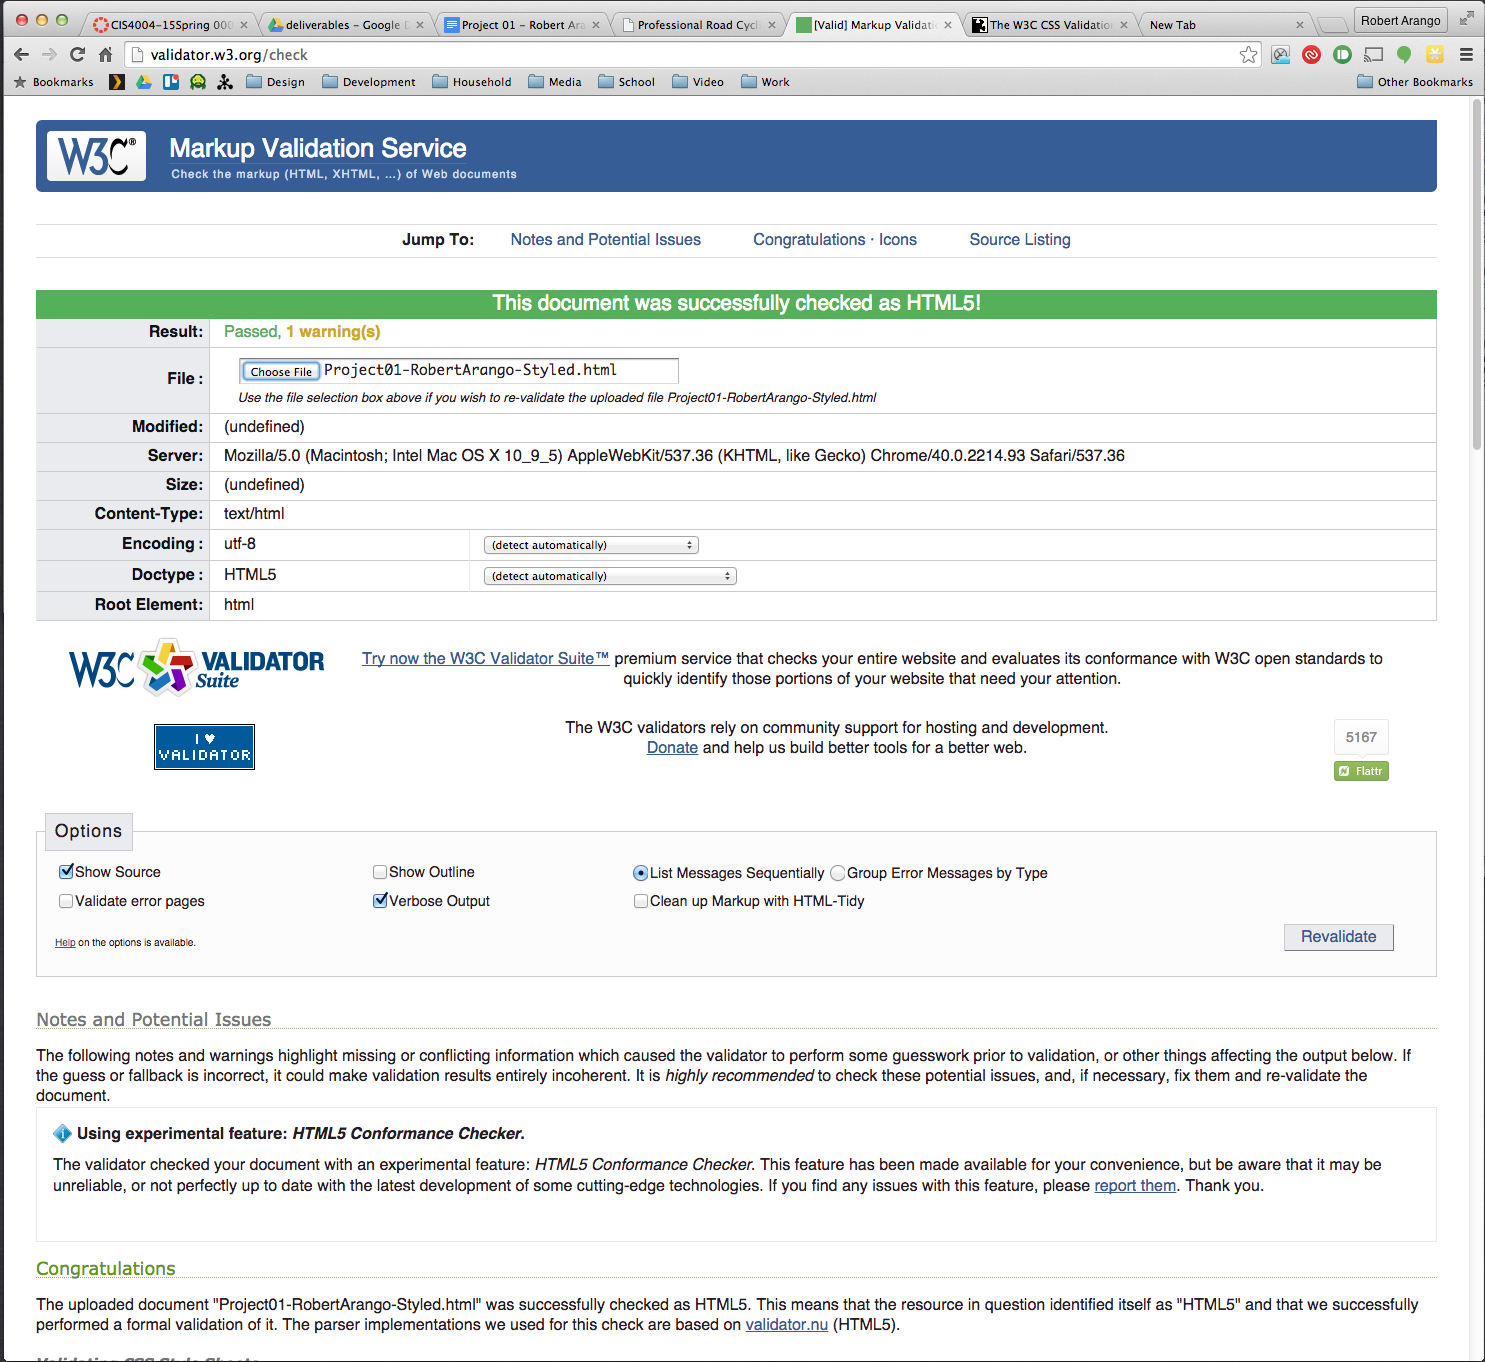 CIS4004-15Spring 000
deliverables - Google D
Project 01 - Robert Ara
Professional Road Cycli
[Valid] Markup Validati
The W3C CSS Validation
New Tab
Robert Arango
validator.w3.org/check
Bookmarks
Design
Development
Household
Media
School
Video
Work
Other Bookmarks
W3C®
Markup Validation Service
Check the markup (HTML, XHTML, …) of Web documents
Jump To: Notes and Potential Issues Congratulations · Icons Source Listing
This document was successfully checked as HTML5!
Result: Passed, 1 warning(s)
File : Choose File Project01-RobertArango-Styled.html
Use the file selection box above if you wish to re-validate the uploaded file Project01-RobertArango-Styled.html
Modified: (undefined)
Server: Mozilla/5.0 (Macintosh; Intel Mac OS X 10_9_5) AppleWebKit/537.36 (KHTML, like Gecko) Chrome/40.0.2214.93 Safari/537.36
Size: (undefined)
Content-Type: text/html
Encoding : utf-8 (detect automatically)
Doctype : HTML5 (detect automatically)
Root Element: html
W3C VALIDATOR
Suite
Try now the W3C Validator Suite™ premium service that checks your entire website and evaluates its conformance with W3C open standards to
quickly identify those portions of your website that need your attention.
I ♥
VALIDATOR
The W3C validators rely on community support for hosting and development.
Donate and help us build better tools for a better web.
5167
Flattr
Options
Show Source Show Outline List Messages Sequentially Group Error Messages by Type
Validate error pages Verbose Output Clean up Markup with HTML-Tidy
Help on the options is available.
Revalidate
Notes and Potential Issues
The following notes and warnings highlight missing or conflicting information which caused the validator to perform some guesswork prior to validation, or other things affecting the output below. If
the guess or fallback is incorrect, it could make validation results entirely incoherent. It is highly recommended to check these potential issues, and, if necessary, fix them and re-validate the
document.
Using experimental feature: HTML5 Conformance Checker.
The validator checked your document with an experimental feature: HTML5 Conformance Checker. This feature has been made available for your convenience, but be aware that it may be
unreliable, or not perfectly up to date with the latest development of some cutting-edge technologies. If you find any issues with this feature, please report them. Thank you.
Congratulations
The uploaded document "Project01-RobertArango-Styled.html" was successfully checked as HTML5. This means that the resource in question identified itself as "HTML5" and that we successfully
performed a formal validation of it. The parser implementations we used for this check are based on validator.nu (HTML5).
Validating CSS Style Sheets